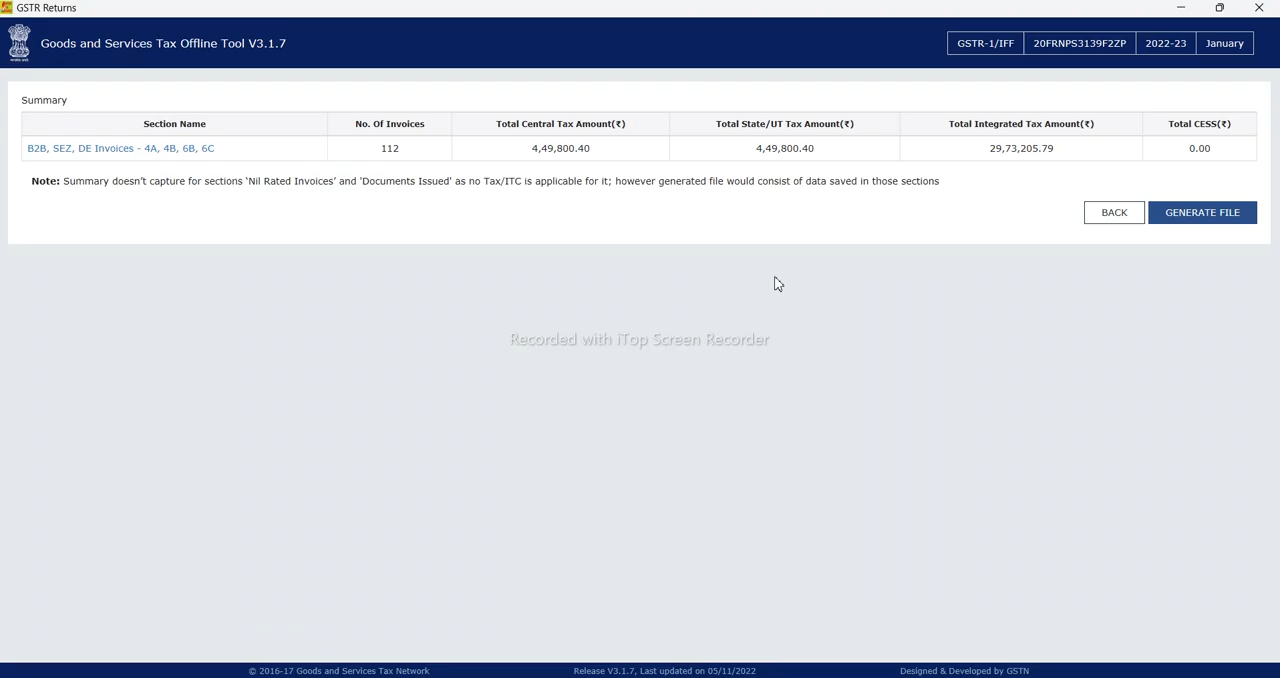 GSTR Returns
Goods and Services Tax Offline Tool V3.1.7
GSTR-1/IFF 20FRNPS3139F2ZP 2022-23 January
Summary
Section Name No. Of Invoices Total Central Tax Amount(₹) Total State/UT Tax Amount(₹) Total Integrated Tax Amount(₹) Total CESS(₹)
B2B, SEZ, DE Invoices - 4A, 4B, 6B, 6C 112 4,49,800.40 4,49,800.40 29,73,205.79 0.00
Note: Summary doesn't capture for sections 'Nil Rated Invoices' and 'Documents Issued' as no Tax/ITC is applicable for it; however generated file would consist of data saved in those sections
BACK GENERATE FILE
Recorded with iTop Screen Recorder
© 2016-17 Goods and Services Tax Network Release V3.1.7, Last updated on 05/11/2022 Designed & Developed by GSTN